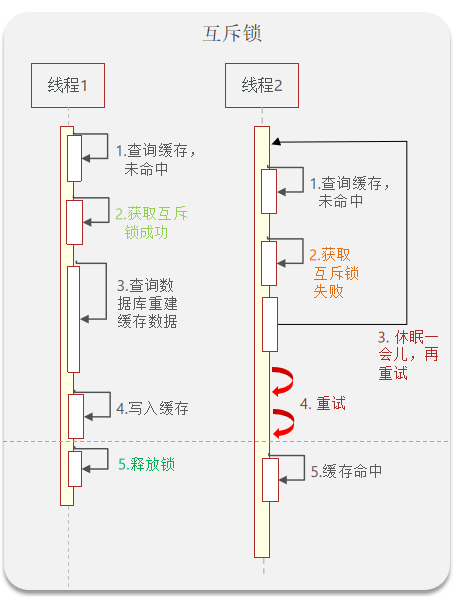 互斥锁
线程1
线程2
1.查询缓存，
未命中
2.获取互斥
锁成功
3.查询数
据库重建
缓存数据
4.写入缓存
5.释放锁
1.查询缓存，
未命中
2.获取
互斥锁
失败
3. 休眠一
会儿，再
重试
4. 重试
5.缓存命中